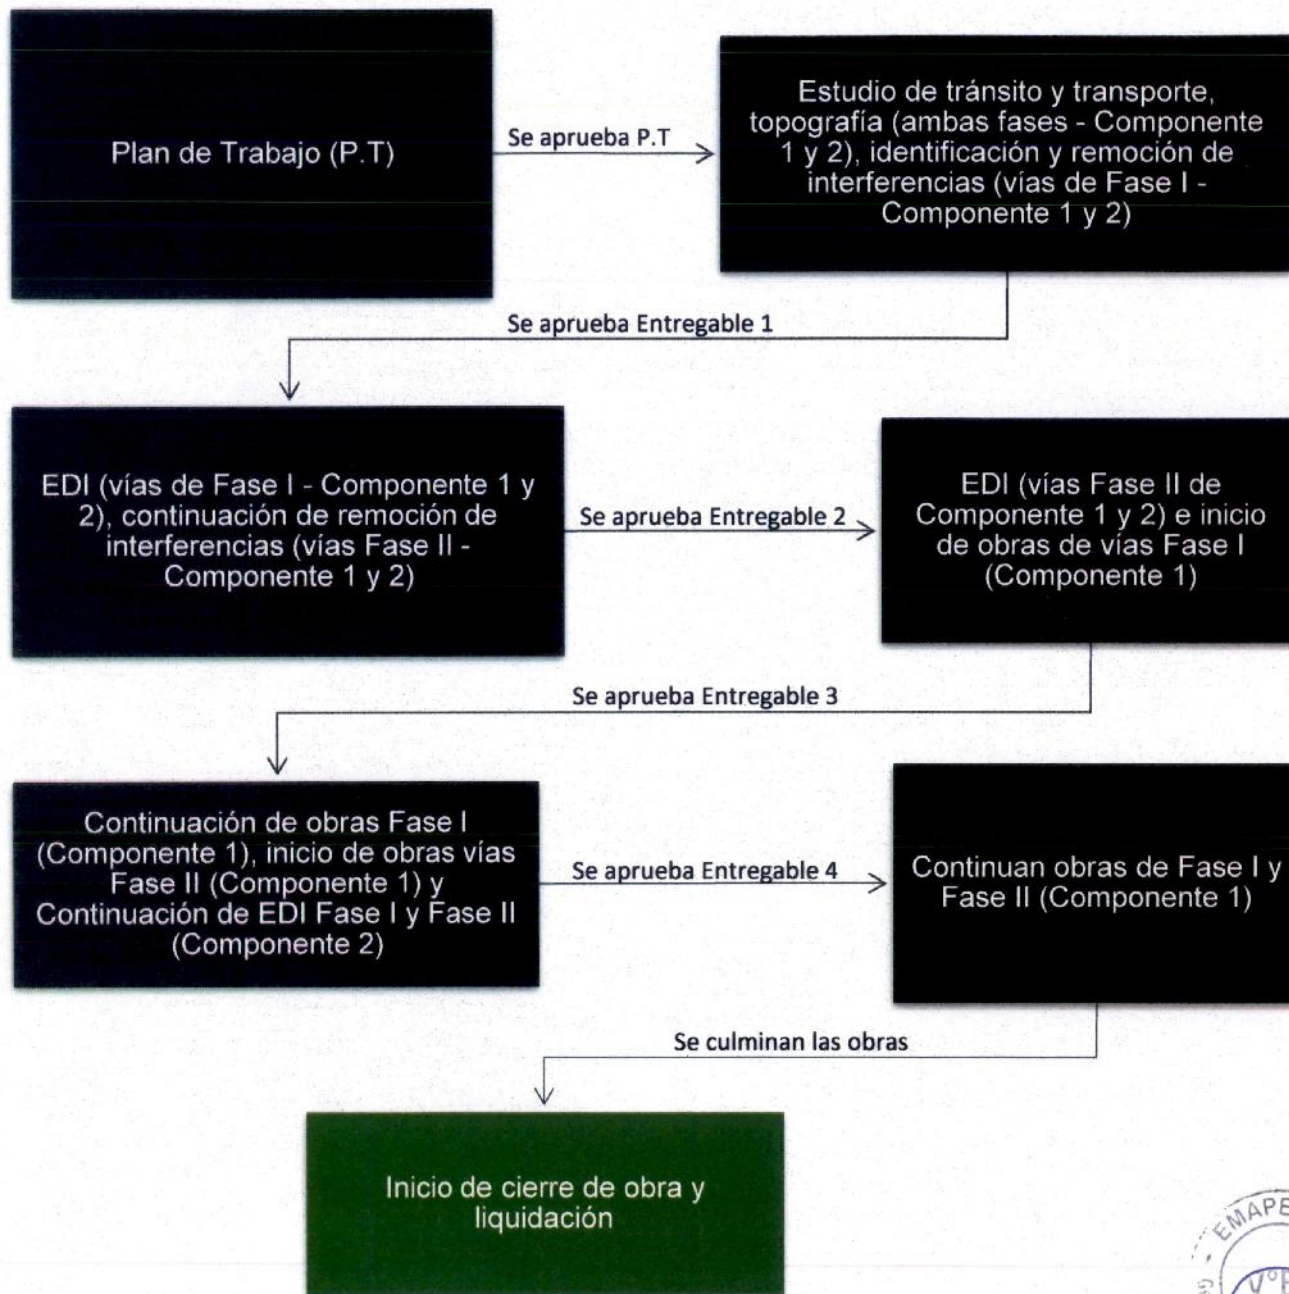 Plan de Trabajo (P.T)
Se aprueba P.T
Estudio de tránsito y transporte,
topografía (ambas fases - Componente
1 y 2), identificación y remoción de
interferencias (vías de Fase I -
Componente 1 y 2)
Se aprueba Entregable 1
EDI (vías de Fase I - Componente 1 y
2), continuación de remoción de
interferencias (vías Fase II -
Componente 1 y 2)
Se aprueba Entregable 2
EDI (vías Fase II de
Componente 1 y 2) e inicio
de obras de vías Fase I
(Componente 1)
Se aprueba Entregable 3
Continuación de obras Fase I
(Componente 1), inicio de obras vías
Fase II (Componente 1) y
Continuación de EDI Fase I y Fase II
(Componente 2)
Se aprueba Entregable 4
Continuan obras de Fase I y
Fase II (Componente 1)
Se culminan las obras
Inicio de cierre de obra y
liquidación
EMAPE